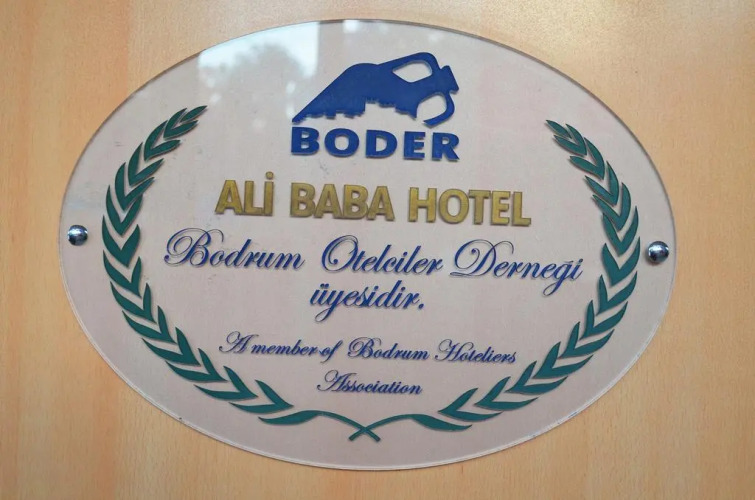 BODER
ALİ BABA HOTEL
Bodrum Otelciler Derneği
üyesidir.
A member of Bodrum Hoteliers
Association